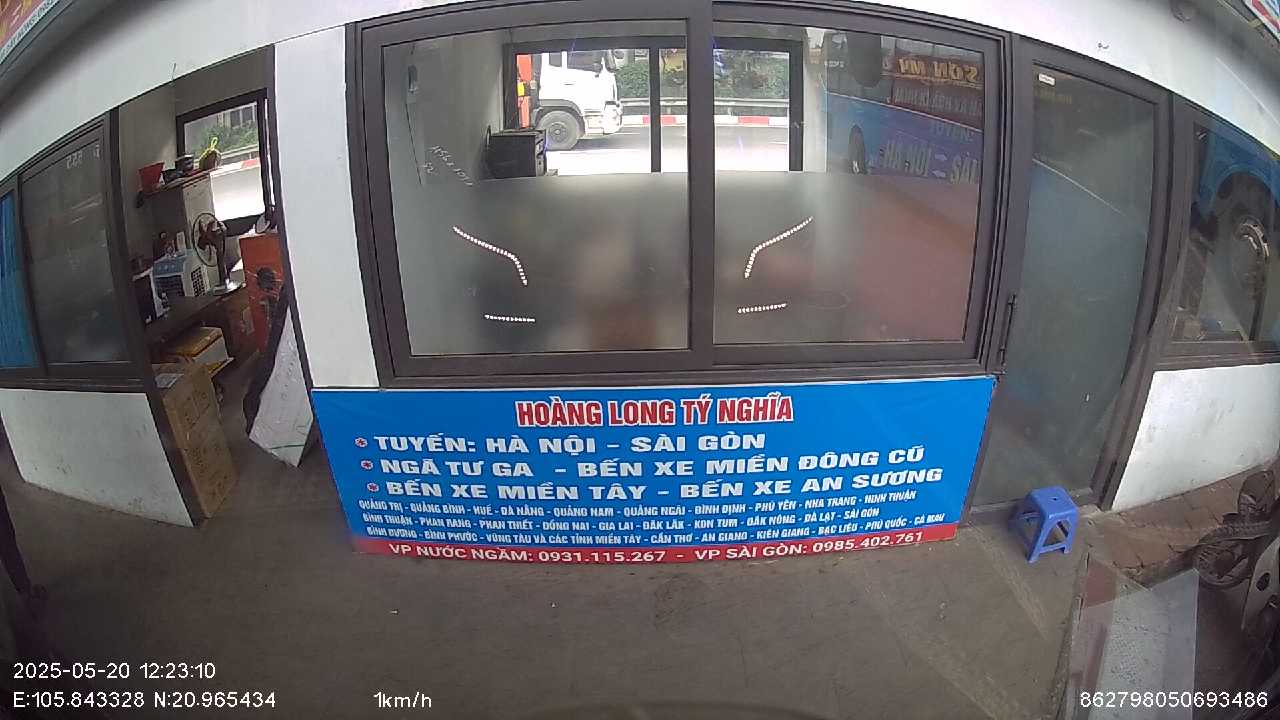 HOÀNG LONG TÝ NGHĨA
* TUYẾN: HÀ NỘI - SÀI GÒN
* NGÃ TƯ GA - BẾN XE MIỀN ĐÔNG CŨ
* BẾN XE MIỀN TÂY - BẾN XE AN SƯƠNG
QUẢNG TRỊ - QUẢNG BÌNH - HUẾ - ĐÀ NẴNG - QUẢNG NAM - QUẢNG NGÃI - BÌNH ĐỊNH - PHÚ YÊN - NHA TRANG - NINH THUẬN
BÌNH THUẬN - PHAN RANG - PHAN THIẾT - ĐỒNG NAI - GIA LAI - ĐĂK LĂK - KON TUM - ĐĂK NÔNG - ĐÀ LẠT - SÀI GÒN
BÌNH DƯƠNG - BÌNH PHƯỚC - VŨNG TÀU VÀ CÁC TỈNH MIỀN TÂY - CẦN THƠ - AN GIANG - KIÊN GIANG - BẠC LIÊU - PHÚ QUỐC - CÀ MAU
VP NƯỚC NGẦM: 0931.115.267 - VP SÀI GÒN: 0985.402.761
2025-05-20 12:23:10
E:105.843328 N:20.965434 1km/h 862798050693486